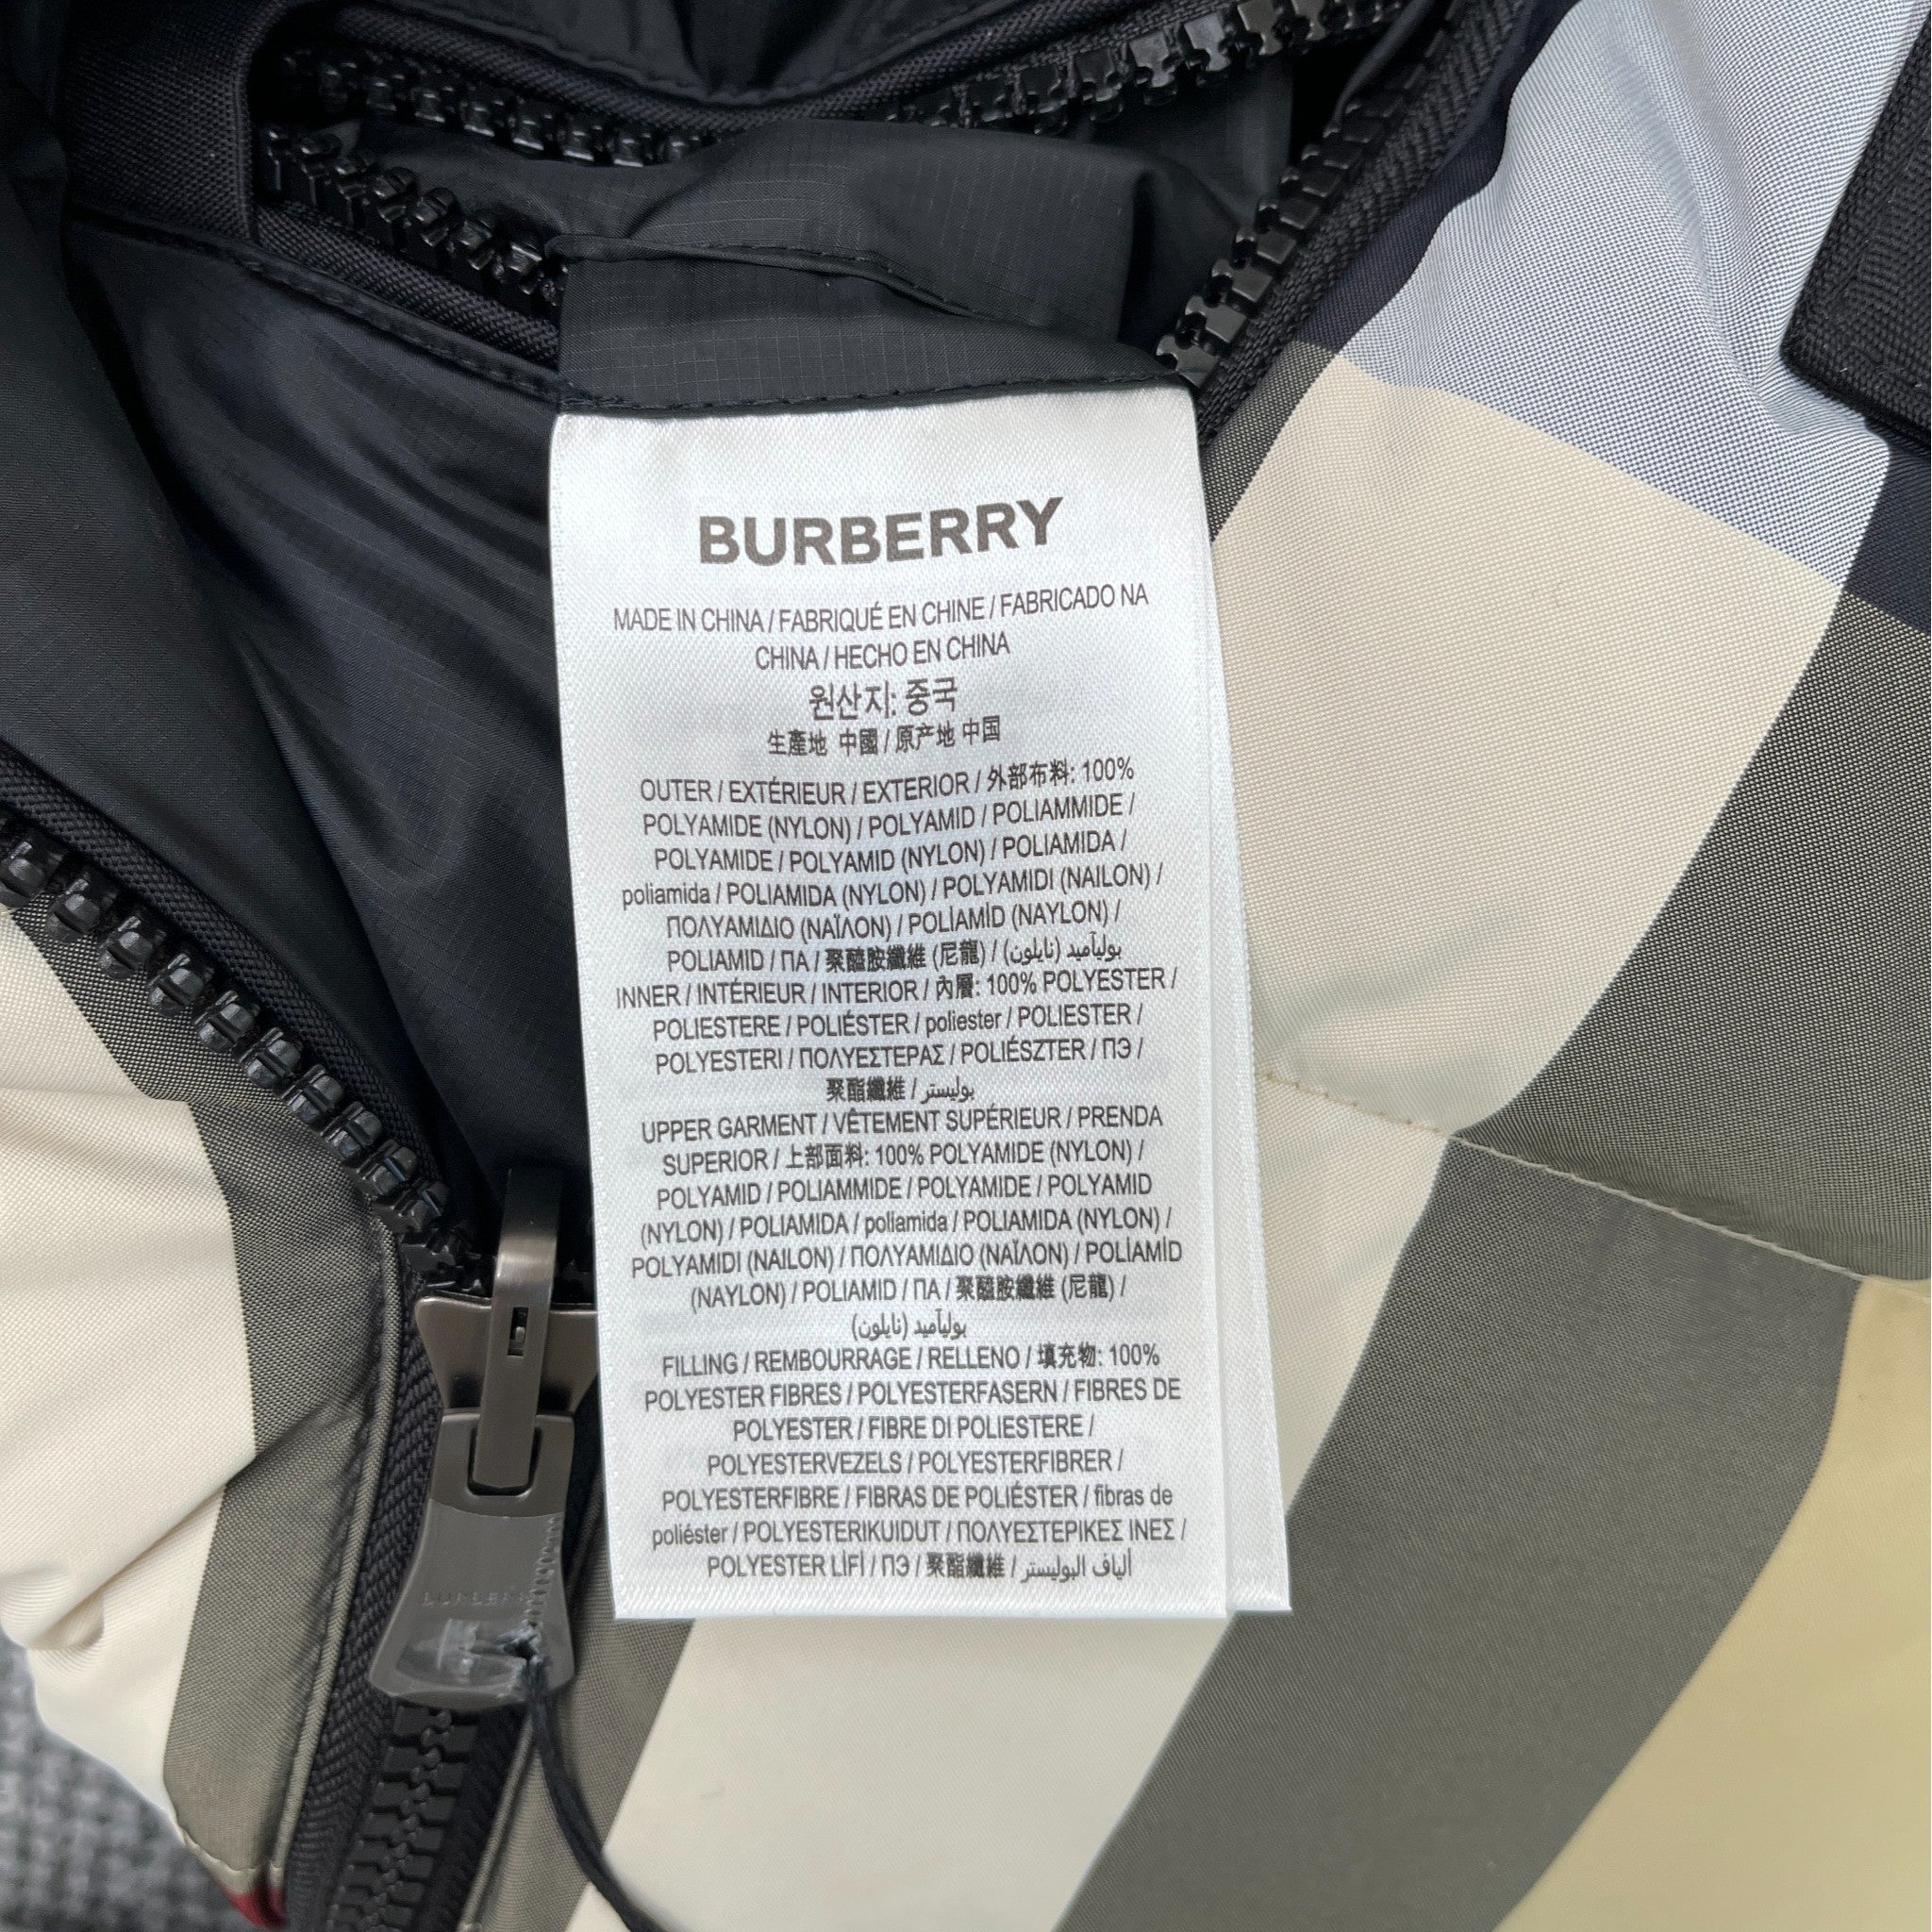 BURBERRY
MADE IN CHINA / FABRIQUÉ EN CHINE / FABRICADO NA
CHINA / HECHO EN CHINA
원산지: 중국
生產地 中國 / 原产地 中国
OUTER / EXTÉRIEUR / EXTERIOR / 外部布料: 100%
POLYAMIDE (NYLON) / POLYAMID / POLIAMMIDE /
POLYAMIDE / POLYAMID (NYLON) / POLIAMIDA /
poliamida / POLIAMIDA (NYLON) / POLYAMIDI (NAILON) /
ΠΟΛΥΑΜΙΔΙΟ (ΝΑΪΛΟΝ) / POLİAMİD (NAYLON) /
POLIAMID / ПА / 聚醯胺纖維 (尼龍) / بوليآميد (نايلون)
INNER / INTÉRIEUR / INTERIOR / 內層: 100% POLYESTER /
POLIESTERE / POLIÉSTER / poliester / POLIESTER /
POLYESTERI / ΠΟΛΥΕΣΤΕΡΑΣ / POLIÉSZTER / ПЭ /
聚酯纖維 / بوليستر
UPPER GARMENT / VÊTEMENT SUPÉRIEUR / PRENDA
SUPERIOR / 上部面料: 100% POLYAMIDE (NYLON) /
POLYAMID / POLIAMMIDE / POLYAMIDE / POLYAMID
(NYLON) / POLIAMIDA / poliamida / POLIAMIDA (NYLON) /
POLYAMIDI (NAILON) / ΠΟΛΥΑΜΙΔΙΟ (ΝΑΪΛΟΝ) / POLİAMİD
(NAYLON) / POLIAMID / ПА / 聚醯胺纖維 (尼龍) /
بوليآميد (نايلون)
FILLING / REMBOURRAGE / RELLENO / 填充物: 100%
POLYESTER FIBRES / POLYESTERFASERN / FIBRES DE
POLYESTER / FIBRE DI POLIESTERE /
POLYESTERVEZELS / POLYESTERFIBRER /
POLYESTERFIBRE / FIBRAS DE POLIÉSTER / fibras de
poliéster / POLYESTERIKUIDUT / ΠΟΛΥΕΣΤΕΡΙΚΕΣ ΙΝΕΣ /
POLYESTER LİFİ / ПЭ / 聚酯纖維 / ألياف البوليستر
BURBERRY